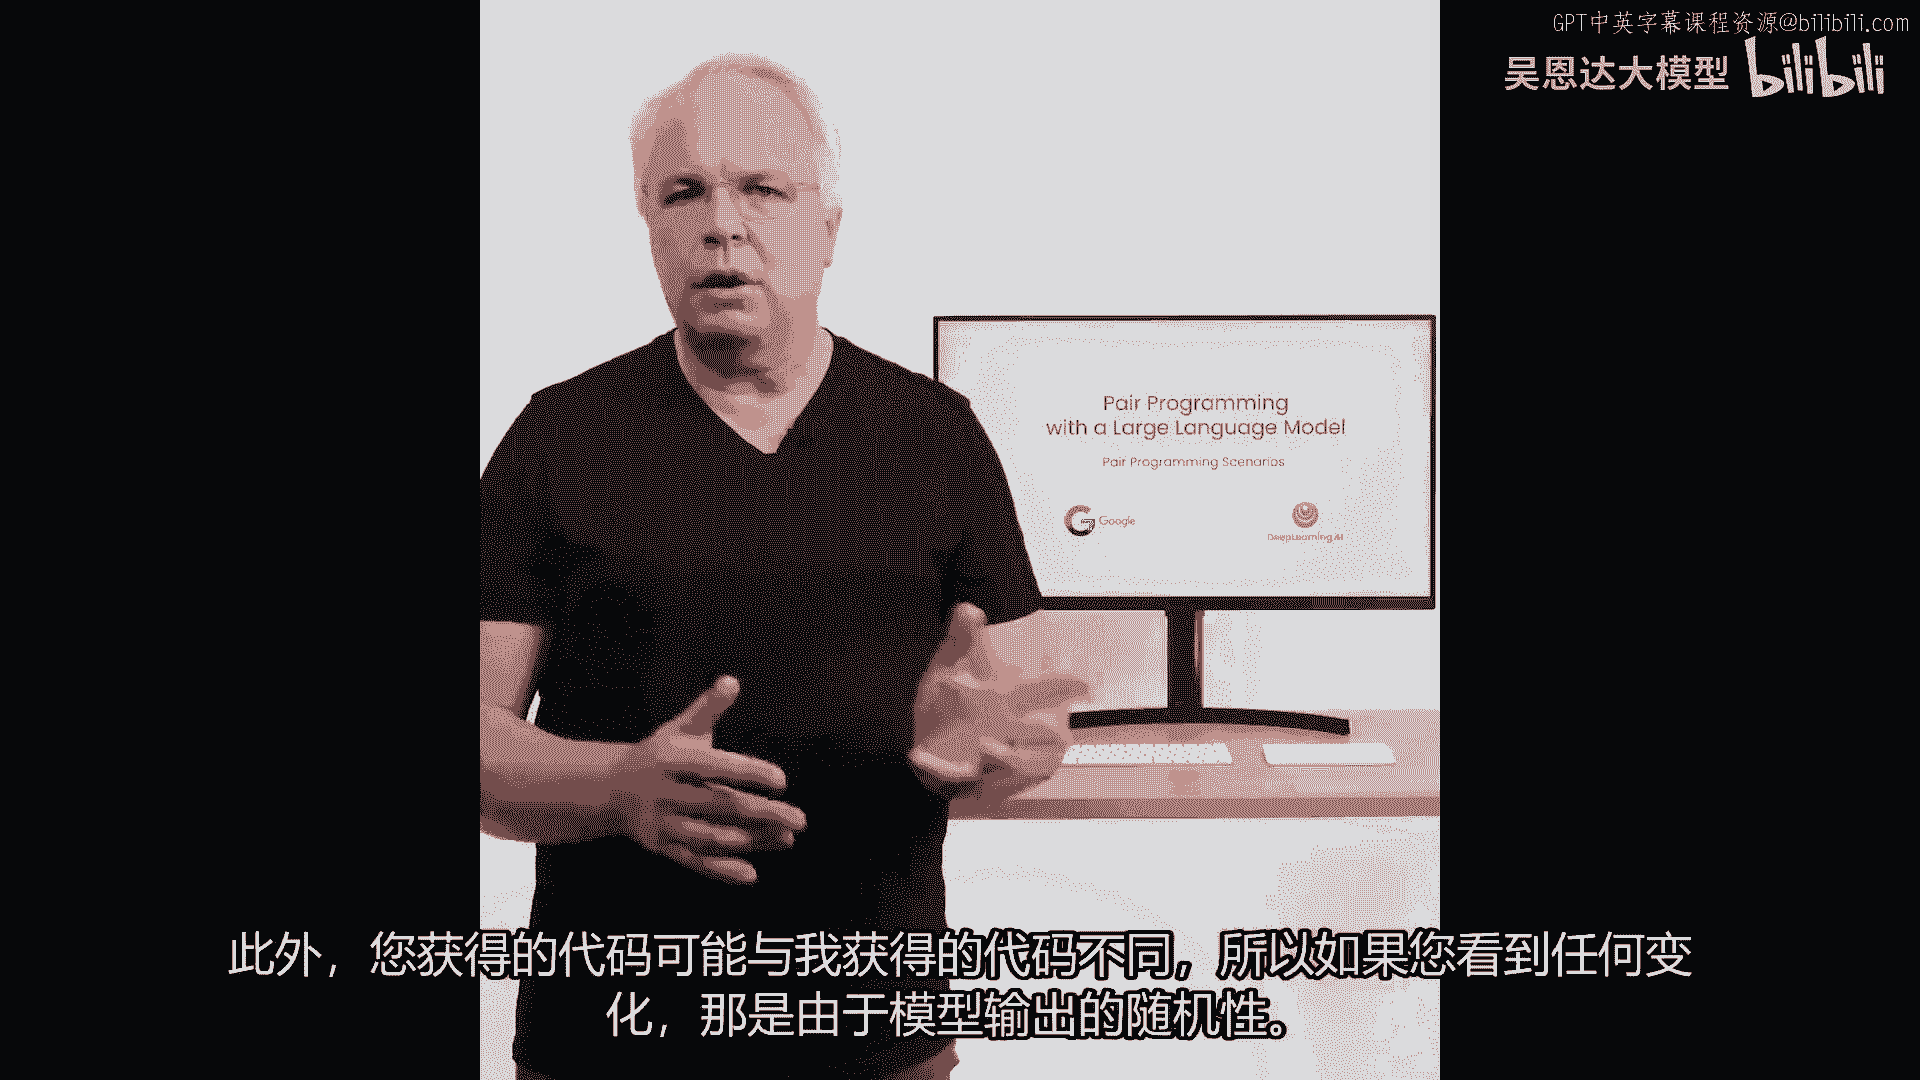 GPT中英字幕课程资源@bilibili.com
吴恩达大模型 bilibili
Pair Programming
with a Large Language Model
Pair Programming Scenarios
Google
DeepLearning.AI
此外，您获得的代码可能与我获得的代码不同，所以如果您看到任何变
化，那是由于模型输出的随机性。